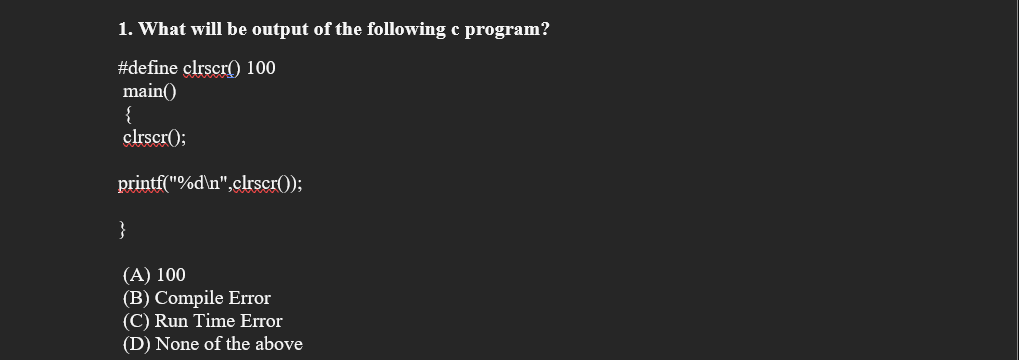 1. What will be output of the following c program?
#define clrscr() 100
main()
{
clrscr();
printf("%d\n",clrscr());
}
(A) 100
(B) Compile Error
(C) Run Time Error
(D) None of the above